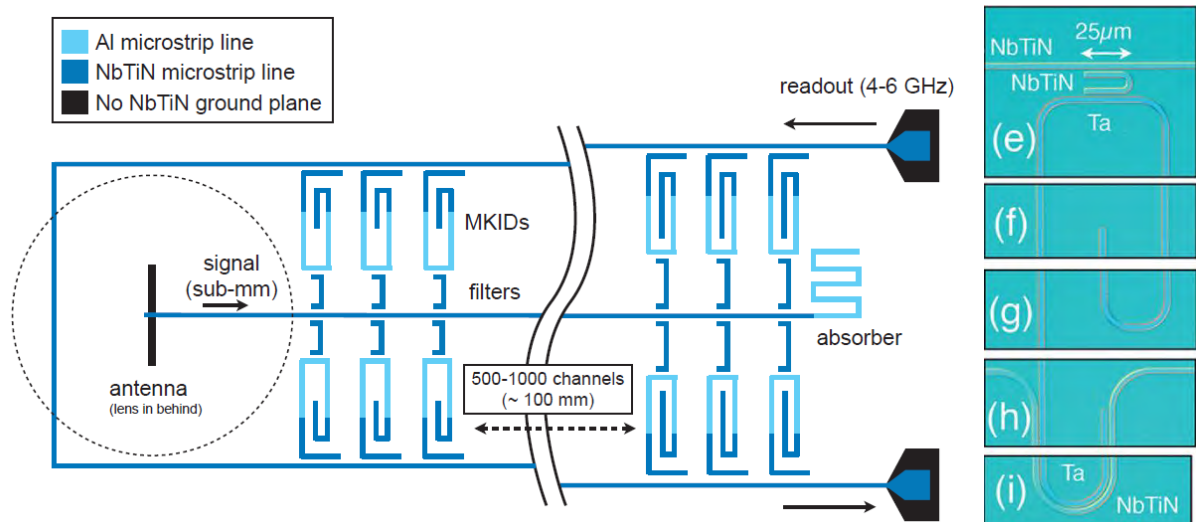 Al microstrip line
NbTiN microstrip line
No NbTiN ground plane
readout (4-6 GHz)
MKIDs
signal
(sub-mm)
filters
absorber
antenna
(lens in behind)
500-1000 channels
(~ 100 mm)
25μm
NbTiN
NbTiN
Ta
(e)
(f)
(g)
(h)
(i)
Ta
NbTiN